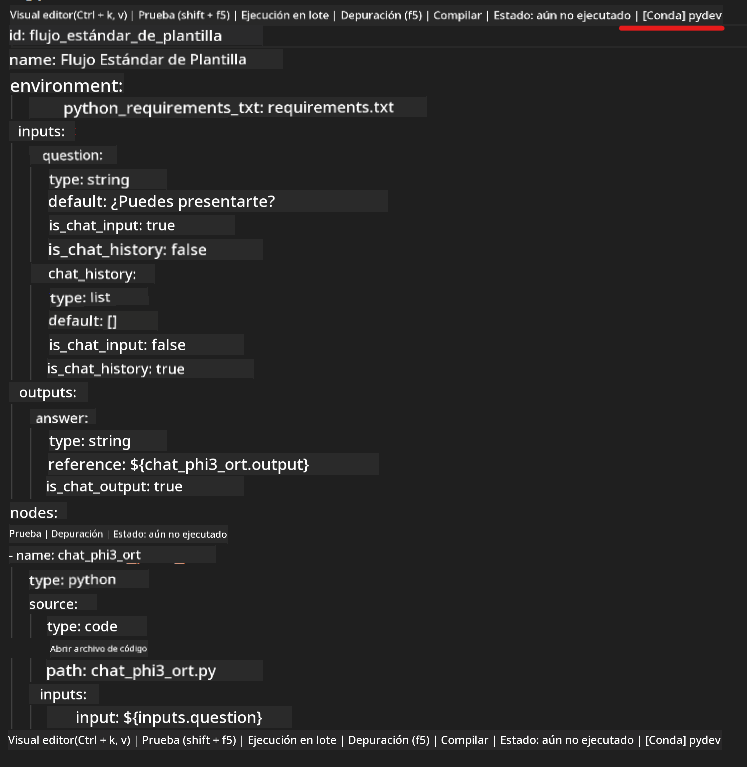 Visual editor(Ctrl + k, v) | Prueba (shift + f5) | Ejecución en lote | Depuración (f5) | Compilar | Estado: aún no ejecutado | [Conda] pydev
id: flujo_estándar_de_plantilla
name: Flujo Estándar de Plantilla
environment:
python_requirements_txt: requirements.txt
inputs:
question:
type: string
default: ¿Puedes presentarte?
is_chat_input: true
is_chat_history: false
chat_history:
type: list
default: []
is_chat_input: false
is_chat_history: true
outputs:
answer:
type: string
reference: ${chat_phi3_ort.output}
is_chat_output: true
nodes:
Prueba | Depuración | Estado: aún no ejecutado
- name: chat_phi3_ort
type: python
source:
type: code
Abrir archivo de código
path: chat_phi3_ort.py
inputs:
input: ${inputs.question}
Visual editor(Ctrl + k, v) | Prueba (shift + f5) | Ejecución en lote | Depuración (f5) | Compilar | Estado: aún no ejecutado | [Conda] pydev